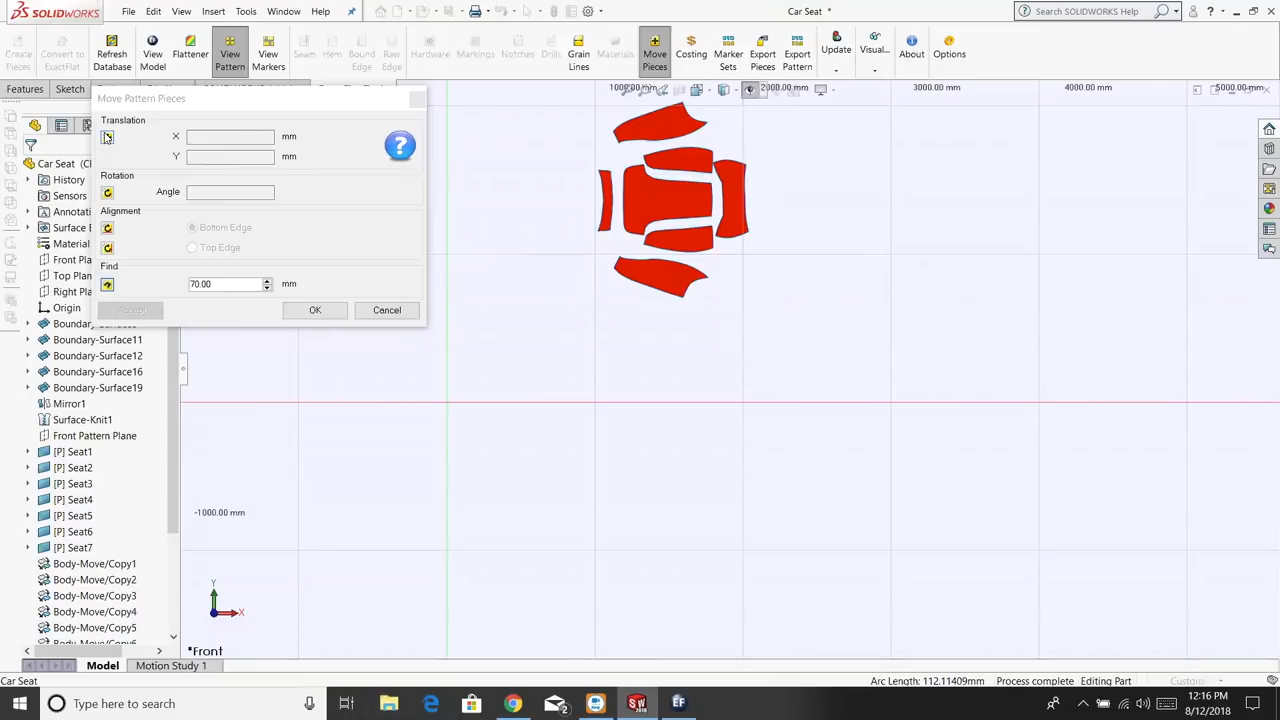 SOLIDWORKS File Edit View Insert Tools Window Help Car Seat * Search SOLIDWORKS Help
Create Pieces Convert to ExactFlat Refresh Database View Model Flattener View Pattern View Markers Seam Hem Bound Edge Hardware Markings Notches Drills Grain Lines Materials Move Pieces Costing Marker Sets Export Pieces Export Pattern Update Visual... About Options
Features Sketch
1000.00 mm 2000.00 mm 3000.00 mm 4000.00 mm 5000.00 mm
Move Pattern Pieces
Translation
X mm
Y mm
Rotation
Angle
Alignment
Bottom Edge
Top Edge
Find
70.00 mm
Accept OK Cancel
Car Seat
History
Sensors
Annotati
Surface B
Material
Front Pl
Top Plan
Right Pl
Origin
Bounda
Boundary-Surface11
Boundary-Surface12
Boundary-Surface16
Boundary-Surface19
Mirror1
Surface-Knit1
Front Pattern Plane
[P] Seat1
[P] Seat2
[P] Seat3
[P] Seat4
[P] Seat5
[P] Seat6
[P] Seat7
Body-Move/Copy1
Body-Move/Copy2
Body-Move/Copy3
Body-Move/Copy4
Body-Move/Copy5
-1000.00 mm
Y
X
*Front
Model Motion Study 1
Car Seat Arc Length: 112.11409mm Process complete Editing Part Custom
Type here to search
2
SW
2018
EF
12:16 PM
8/12/2018